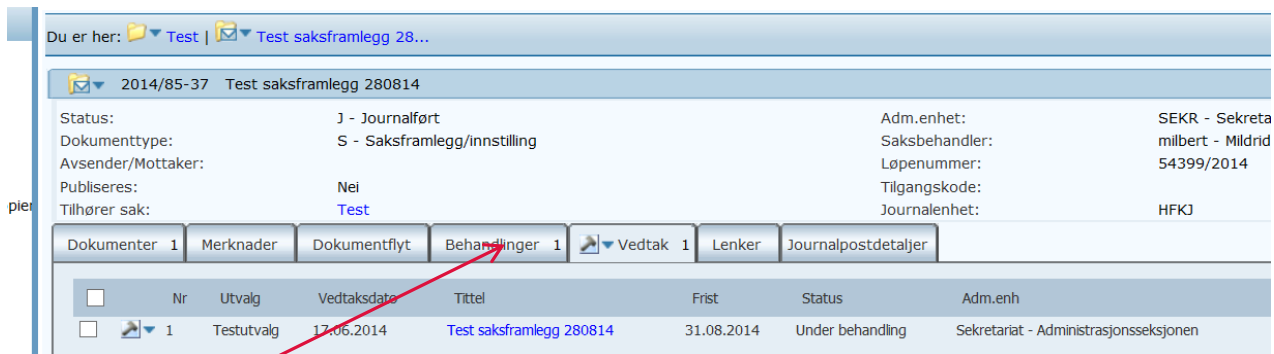 Du er her: Test | Test saksframlegg 28...
2014/85-37 Test saksframlegg 280814
Status: J - Journalført Adm.enhet: SEKR - Sekreta
Dokumenttype: S - Saksframlegg/innstilling Saksbehandler: milbert - Mildrid
Avsender/Mottaker: Løpenummer: 54399/2014
Publiseres: Nei Tilgangskode:
pier Tilhører sak: Test Journalenhet: HFKJ
Dokumenter 1 Merknader Dokumentflyt Behandlinger 1 Vedtak 1 Lenker Journalpostdetaljer
Nr Utvalg Vedtaksdato Tittel Frist Status Adm.enh
1 Testutvalg 17.06.2014 Test saksframlegg 280814 31.08.2014 Under behandling Sekretariat - Administrasjonsseksjonen